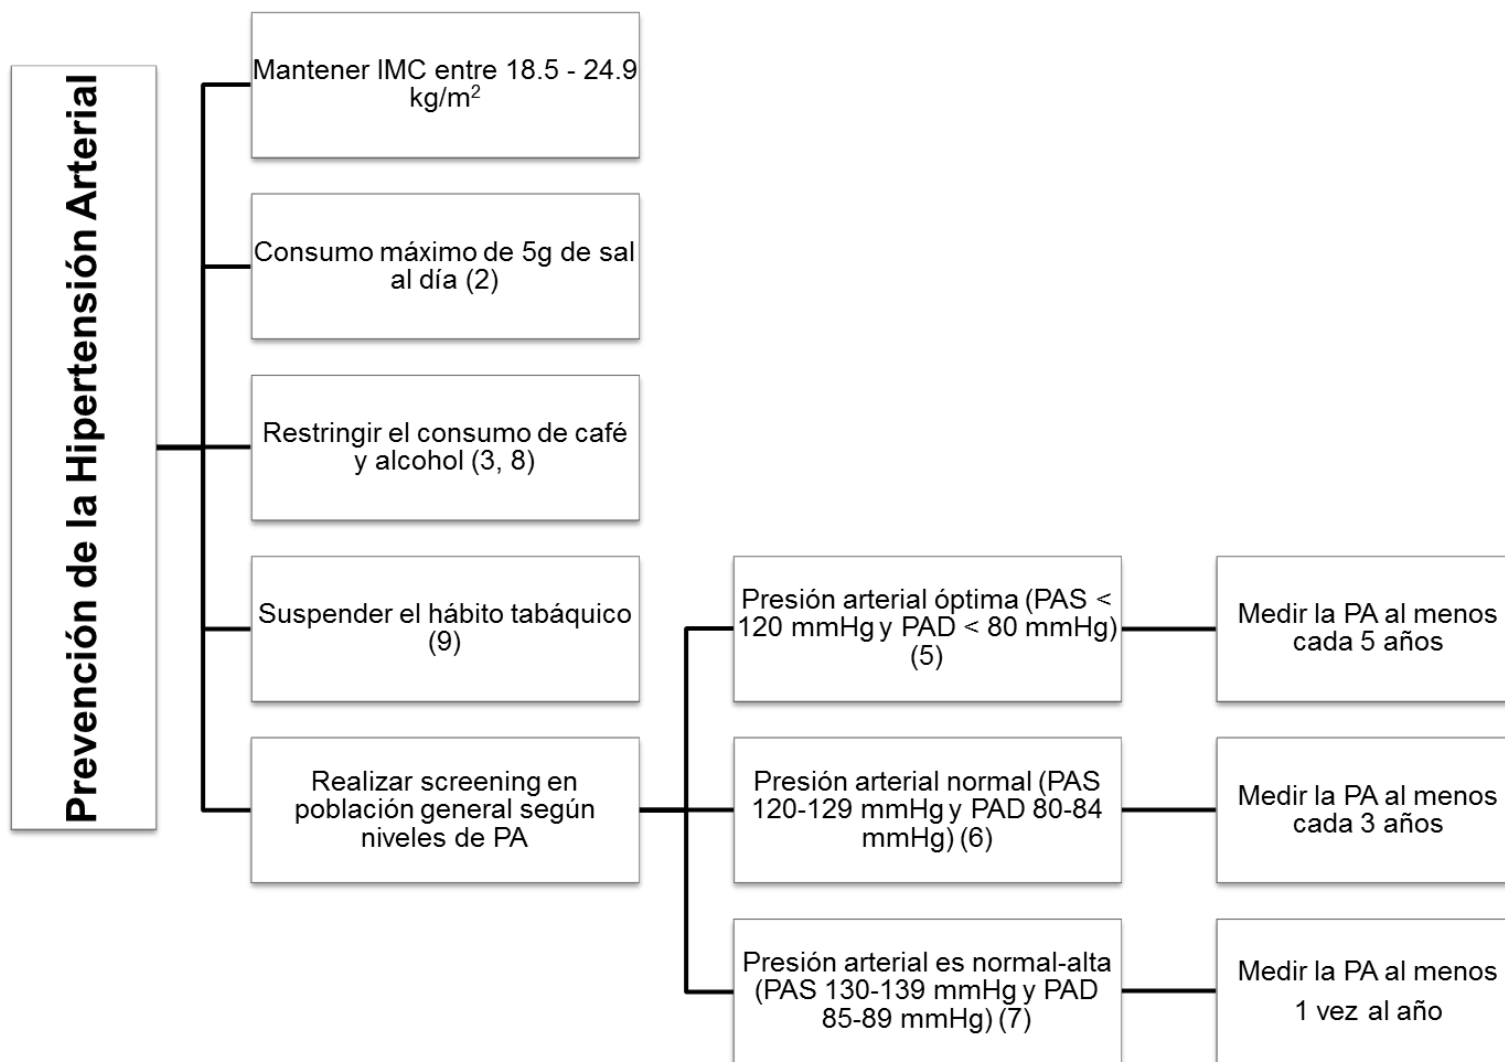 Prevención de la Hipertensión Arterial
Mantener IMC entre 18.5 - 24.9
kg/m²
Consumo máximo de 5g de sal
al día (2)
Restringir el consumo de café
y alcohol (3, 8)
Suspender el hábito tabáquico
(9)
Realizar screening en
población general según
niveles de PA
Presión arterial óptima (PAS <
120 mmHg y PAD < 80 mmHg)
(5)
Medir la PA al menos
cada 5 años
Presión arterial normal (PAS
120-129 mmHg y PAD 80-84
mmHg) (6)
Medir la PA al menos
cada 3 años
Presión arterial es normal-alta
(PAS 130-139 mmHg y PAD
85-89 mmHg) (7)
Medir la PA al menos
1 vez al año